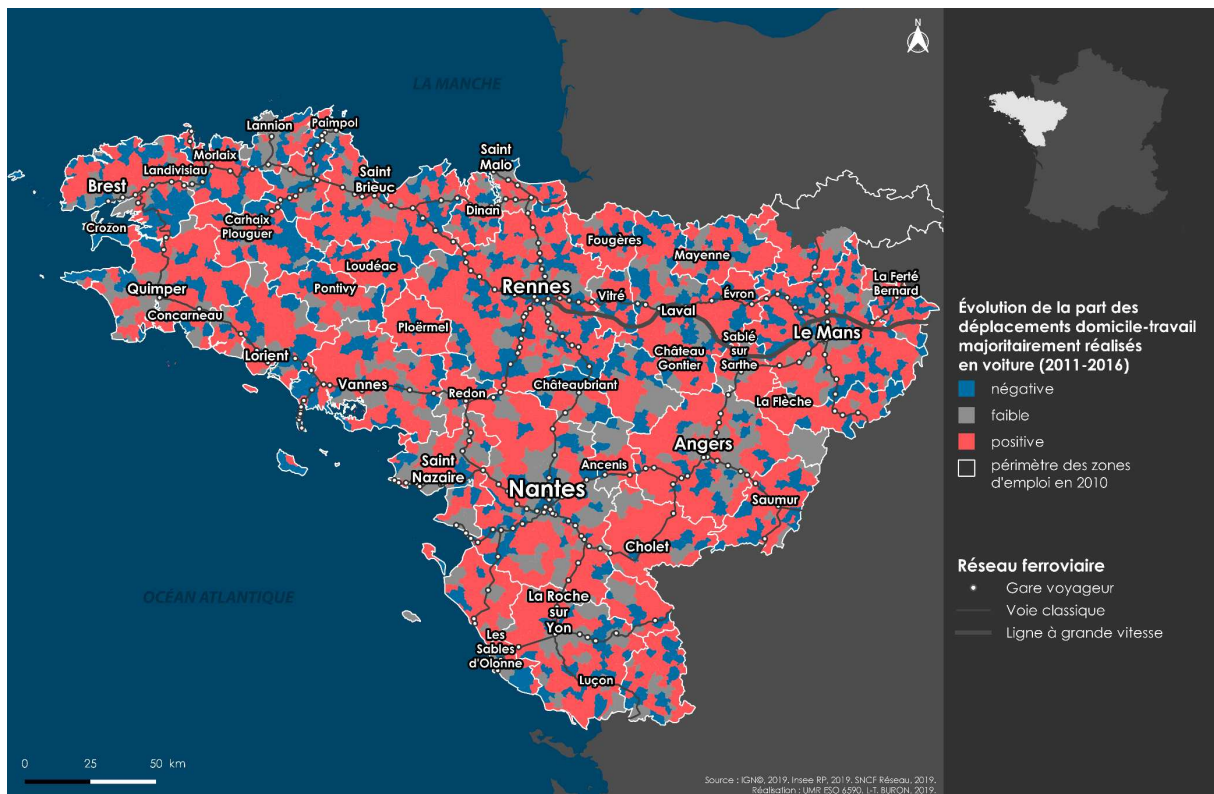 N
LA MANCHE
Lannion
Paimpol
Morlaix
Landivisiau
Brest
Saint
Brieuc
Saint
Malo
Crozon
Carhaix
Plouguer
Dinan
Fougères
Mayenne
Loudéac
Pontivy
Quimper
Concarneau
Rennes
Vitré
Laval
Évron
La Ferté
Bernard
Le Mans
Ploërmel
Lorient
Château
Gontier
Sablé
sur
Sarthe
Vannes
Redon
Châteaubriant
La Flèche
Angers
Ancenis
Saint
Nazaire
Nantes
Saumur
Cholet
OCÉAN ATLANTIQUE
La Roche
sur
Yon
Les
Sables
d'Olonne
Luçon
0 25 50 km
Source : IGN©, 2019, Insee RP, 2019, SNCF Réseau, 2019.
Réalisation : UMR ESO 6590, L-T. BURON, 2019.
Évolution de la part des
déplacements domicile-travail
majoritairement réalisés
en voiture (2011-2016)
négative
faible
positive
périmètre des zones
d'emploi en 2010
Réseau ferroviaire
Gare voyageur
Voie classique
Ligne à grande vitesse